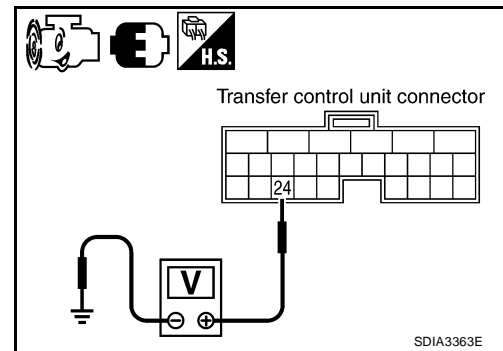 H.S.
Transfer control unit connector
24
V
SDIA3363E